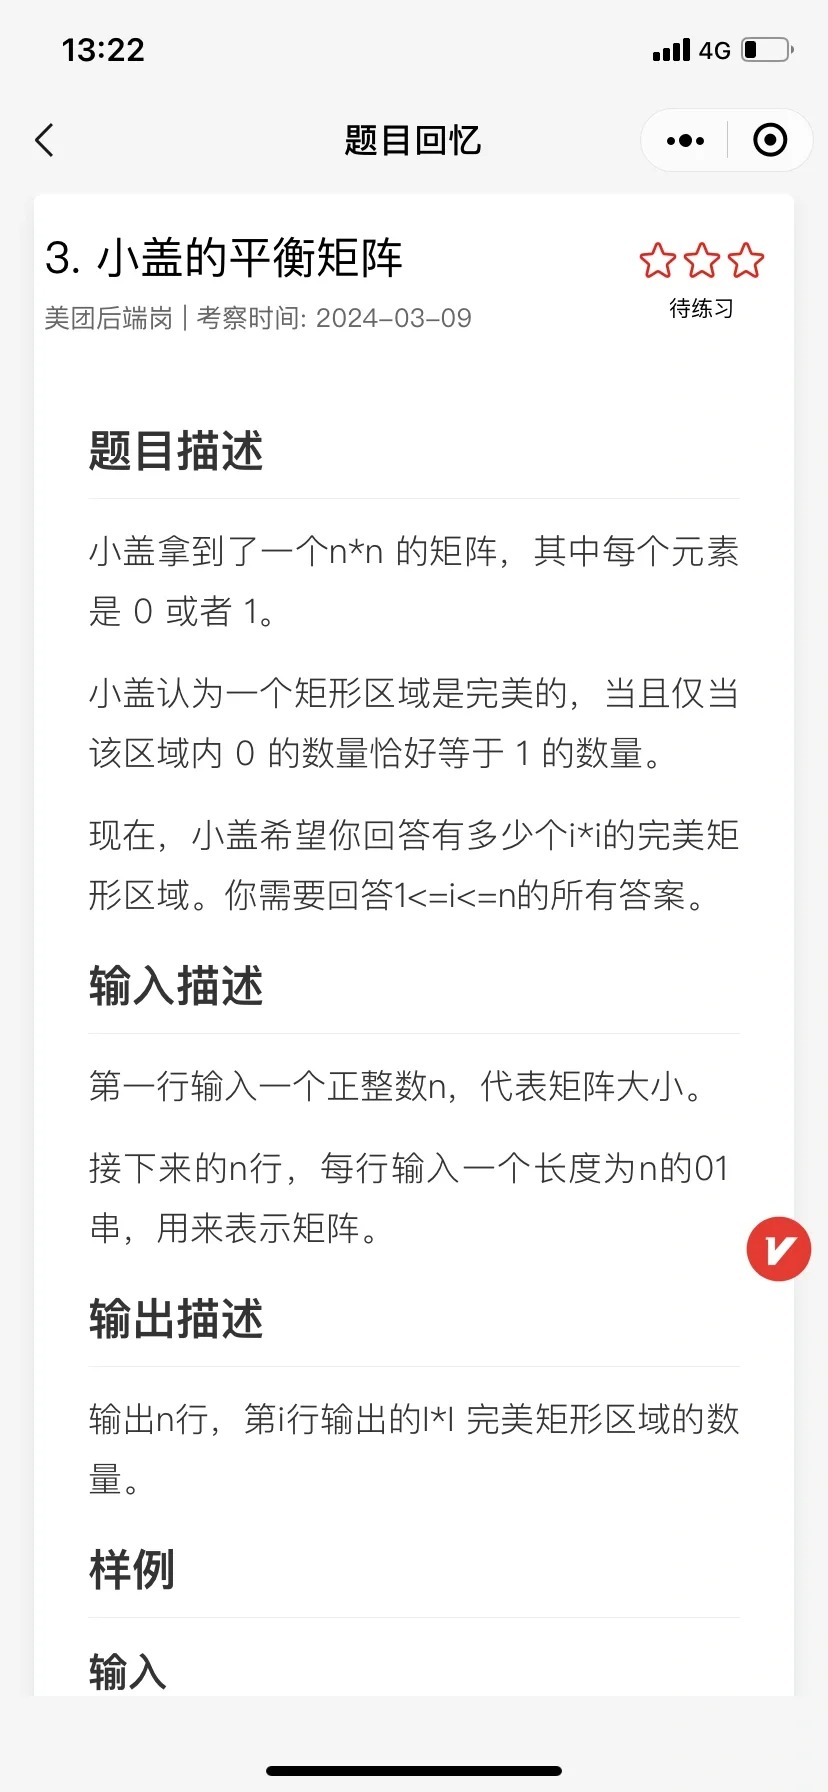 13:22
4G
题目回忆
3. 小盖的平衡矩阵
美团后端岗 | 考察时间: 2024-03-09
待练习
题目描述
小盖拿到了一个n*n 的矩阵，其中每个元素
是 0 或者 1。
小盖认为一个矩形区域是完美的，当且仅当
该区域内 0 的数量恰好等于 1 的数量。
现在，小盖希望你回答有多少个i*i的完美矩
形区域。你需要回答1<=i<=n的所有答案。
输入描述
第一行输入一个正整数n，代表矩阵大小。
接下来的n行，每行输入一个长度为n的01
串，用来表示矩阵。
输出描述
输出n行，第i行输出的I*I 完美矩形区域的数
量。
样例
输入